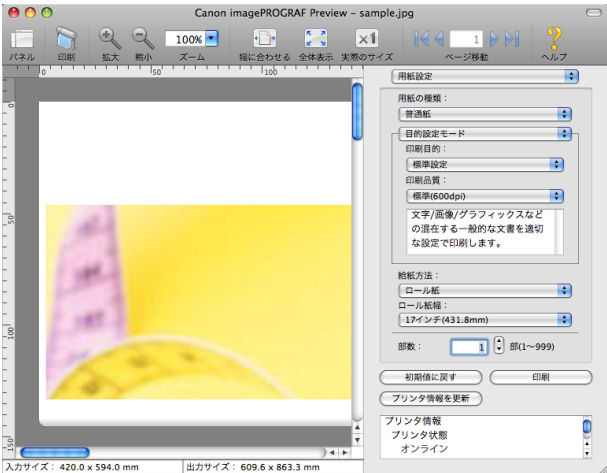 Canon imagePROGRAF Preview – sample.jpg
パネル 印刷 拡大 縮小 100% ズーム 幅に合わせる 全体表示 実際のサイズ ×1 1 ページ移動 ヘルプ
0 50 100
0
50
100
150
用紙設定
用紙の種類：
普通紙
目的設定モード
印刷目的：
標準設定
印刷品質：
標準(600dpi)
文字/画像/グラフィックスなど
の混在する一般的な文書を適切
な設定で印刷します。
給紙方法：
ロール紙
ロール紙幅：
17インチ(431.8mm)
部数： 1 部(1〜999)
初期値に戻す 印刷
プリンタ情報を更新
プリンタ情報
プリンタ状態
オンライン
入力サイズ： 420.0 x 594.0 mm 出力サイズ： 609.6 x 863.3 mm